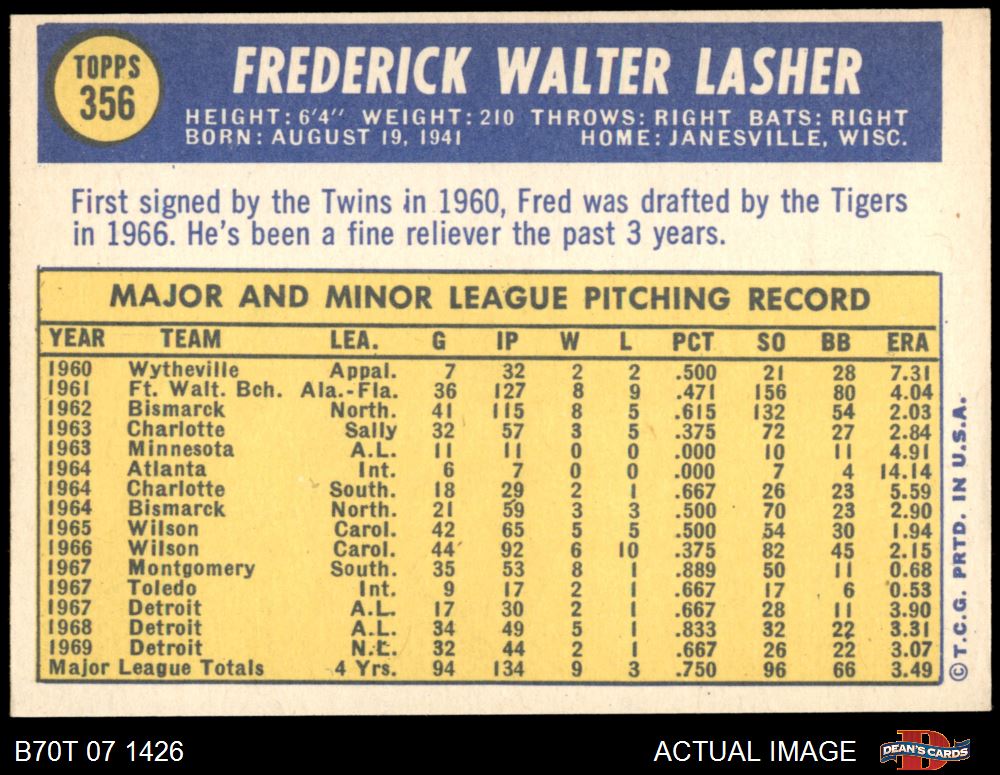 TOPPS
356
FREDERICK WALTER LASHER
HEIGHT: 6'4" WEIGHT: 210 THROWS: RIGHT BATS: RIGHT
BORN: AUGUST 19, 1941 HOME: JANESVILLE, WISC.
First signed by the Twins in 1960, Fred was drafted by the Tigers
in 1966. He's been a fine reliever the past 3 years.
MAJOR AND MINOR LEAGUE PITCHING RECORD
YEAR TEAM LEA. G IP W L PCT SO BB ERA
1960 Wytheville Appal. 7 32 2 2 .500 21 28 7.31
1961 Ft. Walt. Bch. Ala.-Fla. 36 127 8 9 .471 156 80 4.04
1962 Bismarck North. 41 115 8 5 .615 132 54 2.03
1963 Charlotte Sally 32 57 3 5 .375 72 27 2.84
1963 Minnesota A.L. 11 11 0 0 .000 10 11 4.91
1964 Atlanta Int. 6 7 0 0 .000 7 4 14.14
1964 Charlotte South. 18 29 2 1 .667 26 23 5.59
1964 Bismarck North. 21 59 3 3 .500 70 23 2.90
1965 Wilson Carol. 42 65 5 5 .500 54 30 1.94
1966 Wilson Carol. 44 92 6 10 .375 82 45 2.15
1967 Montgomery South. 35 53 8 1 .889 50 11 0.68
1967 Toledo Int. 9 17 2 1 .667 17 6 0.53
1967 Detroit A.L. 17 30 2 1 .667 28 11 3.90
1968 Detroit A.L. 34 49 5 1 .833 32 22 3.31
1969 Detroit N.L. 32 44 2 1 .667 26 22 3.07
Major League Totals 4 Yrs. 94 134 9 3 .750 96 66 3.49
© T.C.G. PRTD. IN U.S.A.
B70T 07 1426 ACTUAL IMAGE DEAN'S CARDS